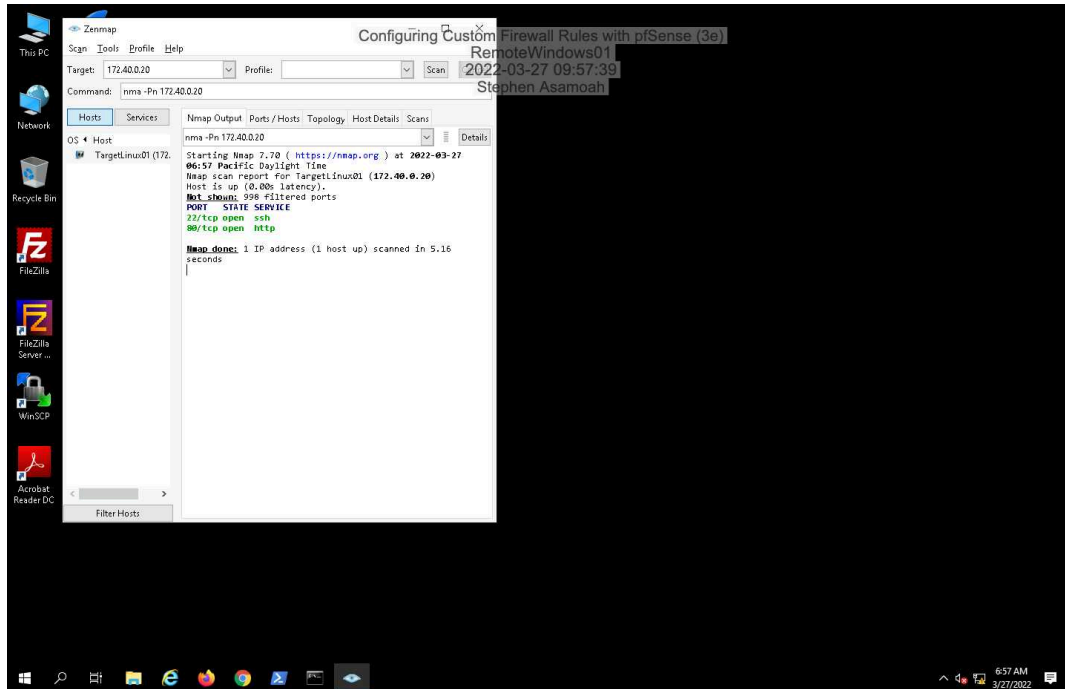 This PC
Network
Recycle Bin
FileZilla
FileZilla
Server ...
WinSCP
Acrobat
Reader DC
Zenmap
Configuring Custom Firewall Rules with pfSense (3e)
RemoteWindows01
2022-03-27 09:57:39
Stephen Asamoah
Scan Tools Profile Help
Target: 172.40.0.20 Profile: Scan
Command: nma -Pn 172.40.0.20
Hosts Services
Nmap Output Ports / Hosts Topology Host Details Scans
OS Host
nma -Pn 172.40.0.20 Details
TargetLinux01 (172.
Starting Nmap 7.70 ( https://nmap.org ) at 2022-03-27
06:57 Pacific Daylight Time
Nmap scan report for TargetLinux01 (172.40.0.20)
Host is up (0.00s latency).
Not shown: 998 filtered ports
PORT STATE SERVICE
22/tcp open ssh
80/tcp open http
Nmap done: 1 IP address (1 host up) scanned in 5.16
seconds
Filter Hosts
6:57 AM
3/27/2022